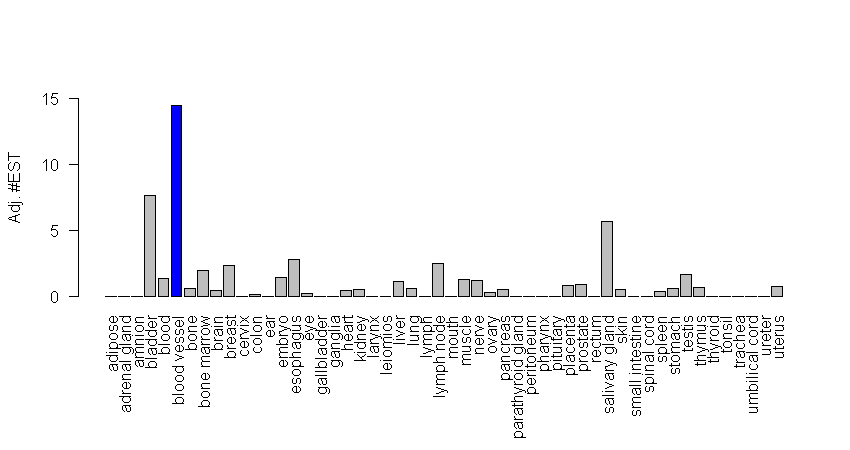 Adj. #EST
15
10
5
0
adipose
adrenal gland
amnion
bladder
blood
blood vessel
bone
bone marrow
brain
breast
cervix
colon
ear
embryo
esophagus
eye
gallbladder
ganglia
heart
kidney
larynx
leiomios
liver
lung
lymph
lymph node
mouth
muscle
nerve
ovary
pancreas
parathyroid gland
peritoneum
pharynx
pituitary
placenta
prostate
rectum
salivary gland
skin
small intestine
spinal cord
spleen
stomach
testis
thymus
thyroid
tonsil
trachea
umbilical cord
ureter
uterus